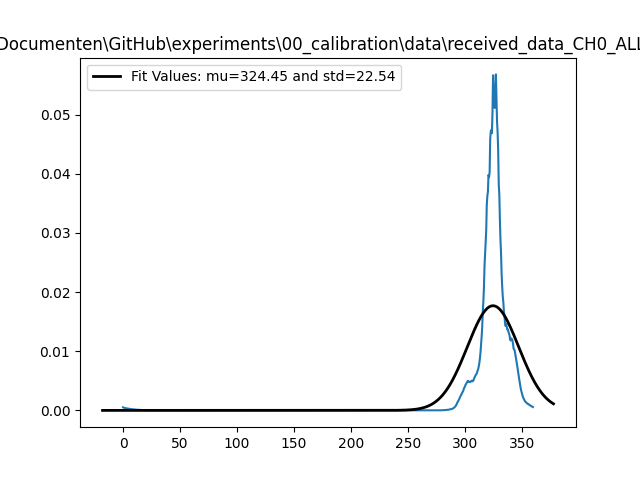 Documenten\GitHub\experiments\00_calibration\data\received_data_CH0_ALL
Fit Values: mu=324.45 and std=22.54
0.05
0.04
0.03
0.02
0.01
0.00
0 50 100 150 200 250 300 350